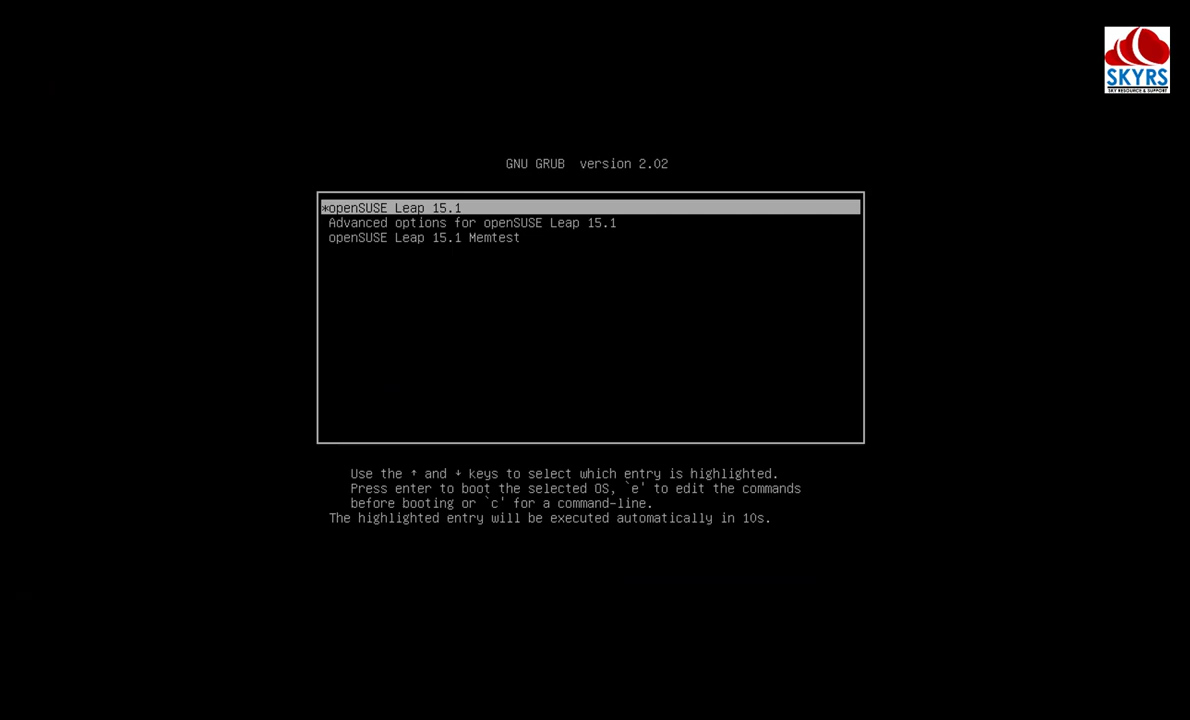 SKYRS
SKY RESOURCE & SUPPORT
GNU GRUB  version 2.02
*openSUSE Leap 15.1
Advanced options for openSUSE Leap 15.1
openSUSE Leap 15.1 Memtest
Use the ↑ and ↓ keys to select which entry is highlighted.
Press enter to boot the selected OS, `e' to edit the commands
before booting or `c' for a command-line.
The highlighted entry will be executed automatically in 10s.